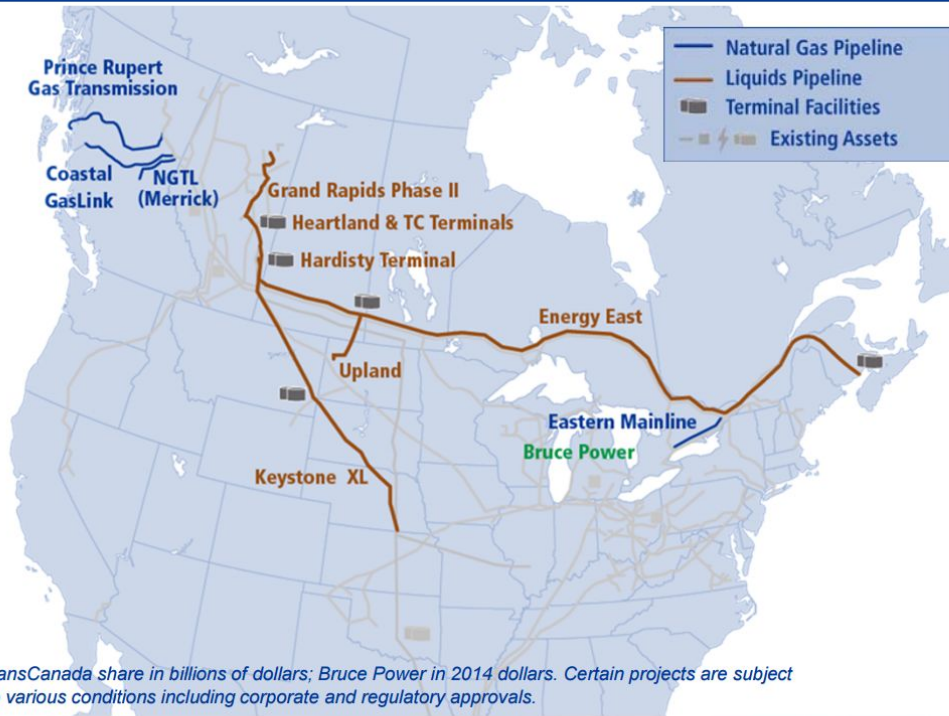 Natural Gas Pipeline
Liquids Pipeline
Terminal Facilities
Existing Assets
Prince Rupert
Gas Transmission
Coastal
GasLink
NGTL
(Merrick)
Grand Rapids Phase II
Heartland & TC Terminals
Hardisty Terminal
Energy East
Upland
Eastern Mainline
Bruce Power
Keystone XL
ansCanada share in billions of dollars; Bruce Power in 2014 dollars. Certain projects are subject
various conditions including corporate and regulatory approvals.